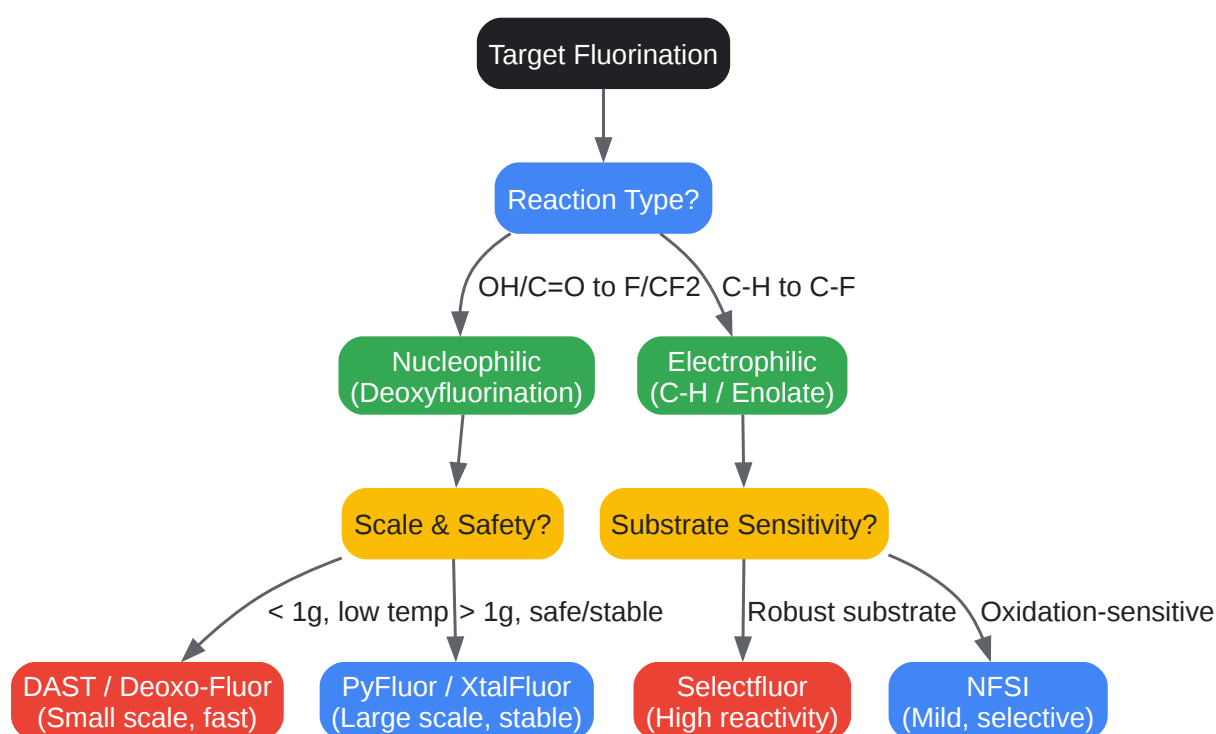 Target Fluorination
Reaction Type?
OH/C=O to F/CF2
C-H to C-F
Nucleophilic
(Deoxyfluorination)
Electrophilic
(C-H / Enolate)
Scale & Safety?
Substrate Sensitivity?
< 1g, low temp
> 1g, safe/stable
Robust substrate
Oxidation-sensitive
DAST / Deoxo-Fluor
(Small scale, fast)
PyFluor / XtalFluor
(Large scale, stable)
Selectfluor
(High reactivity)
NFSI
(Mild, selective)